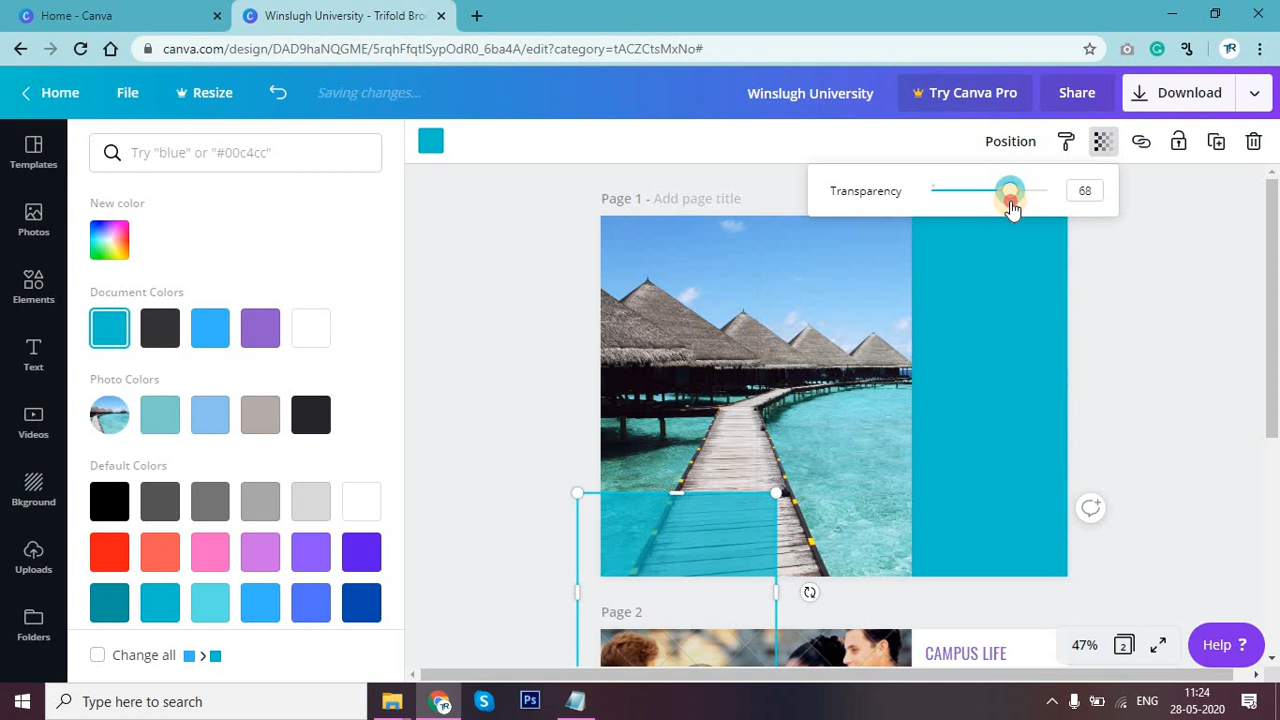 Home - Canva
Winslugh University - Trifold Bro
canva.com/design/DAD9haNQGME/5rqhFfqtISypOdR0_6ba4A/edit?category=tACZCtsMxNo#
Home
File
Resize
Saving changes...
Winslugh University
Try Canva Pro
Share
Download
Templates
Photos
Elements
Text
Videos
Bkground
Uploads
Folders
Try "blue" or "#00c4cc"
New color
Document Colors
Photo Colors
Default Colors
Change all
Position
Transparency
68
Page 1 - Add page title
Page 2
CAMPUS LIFE
47%
2
Help ?
Type here to search
Ps
ENG
11:24
28-05-2020